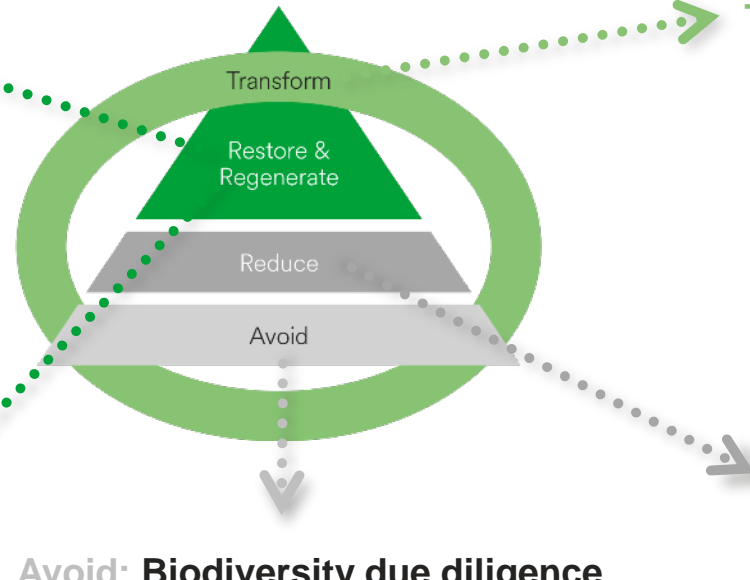 Transform
Restore &
Regenerate
Reduce
Avoid
Avoid: Biodiversity due diligence